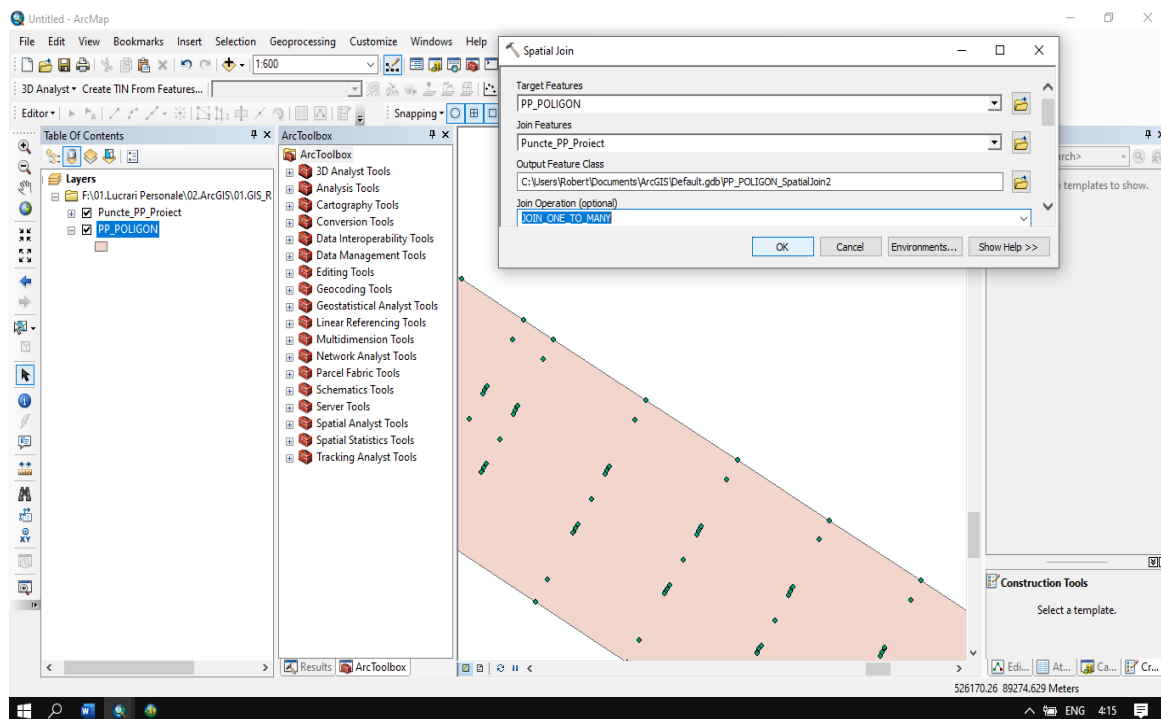 Untitled - ArcMap
File Edit View Bookmarks Insert Selection Geoprocessing Customize Windows Help
1:600
3D Analyst Create TIN From Features...
Editor Snapping
Table Of Contents
Layers
F:\01.Lucrari Personale\02.ArcGIS\01.GIS_R
Puncte_PP_Proiect
PP_POLIGON
ArcToolbox
ArcToolbox
3D Analyst Tools
Analysis Tools
Cartography Tools
Conversion Tools
Data Interoperability Tools
Data Management Tools
Editing Tools
Geocoding Tools
Geostatistical Analyst Tools
Linear Referencing Tools
Multidimension Tools
Network Analyst Tools
Parcel Fabric Tools
Schematics Tools
Server Tools
Spatial Analyst Tools
Spatial Statistics Tools
Tracking Analyst Tools
Results ArcToolbox
Spatial Join
Target Features
PP_POLIGON
Join Features
Puncte_PP_Proiect
Output Feature Class
C:\Users\Robert\Documents\ArcGIS\Default.gdb\PP_POLIGON_SpatialJoin2
Join Operation (optional)
JOIN_ONE_TO_MANY
OK Cancel Environments... Show Help >>
rch>
templates to show.
Construction Tools
Select a template.
Edi... At... Ca... Cr...
526170.26 89274.629 Meters
ENG 4:15